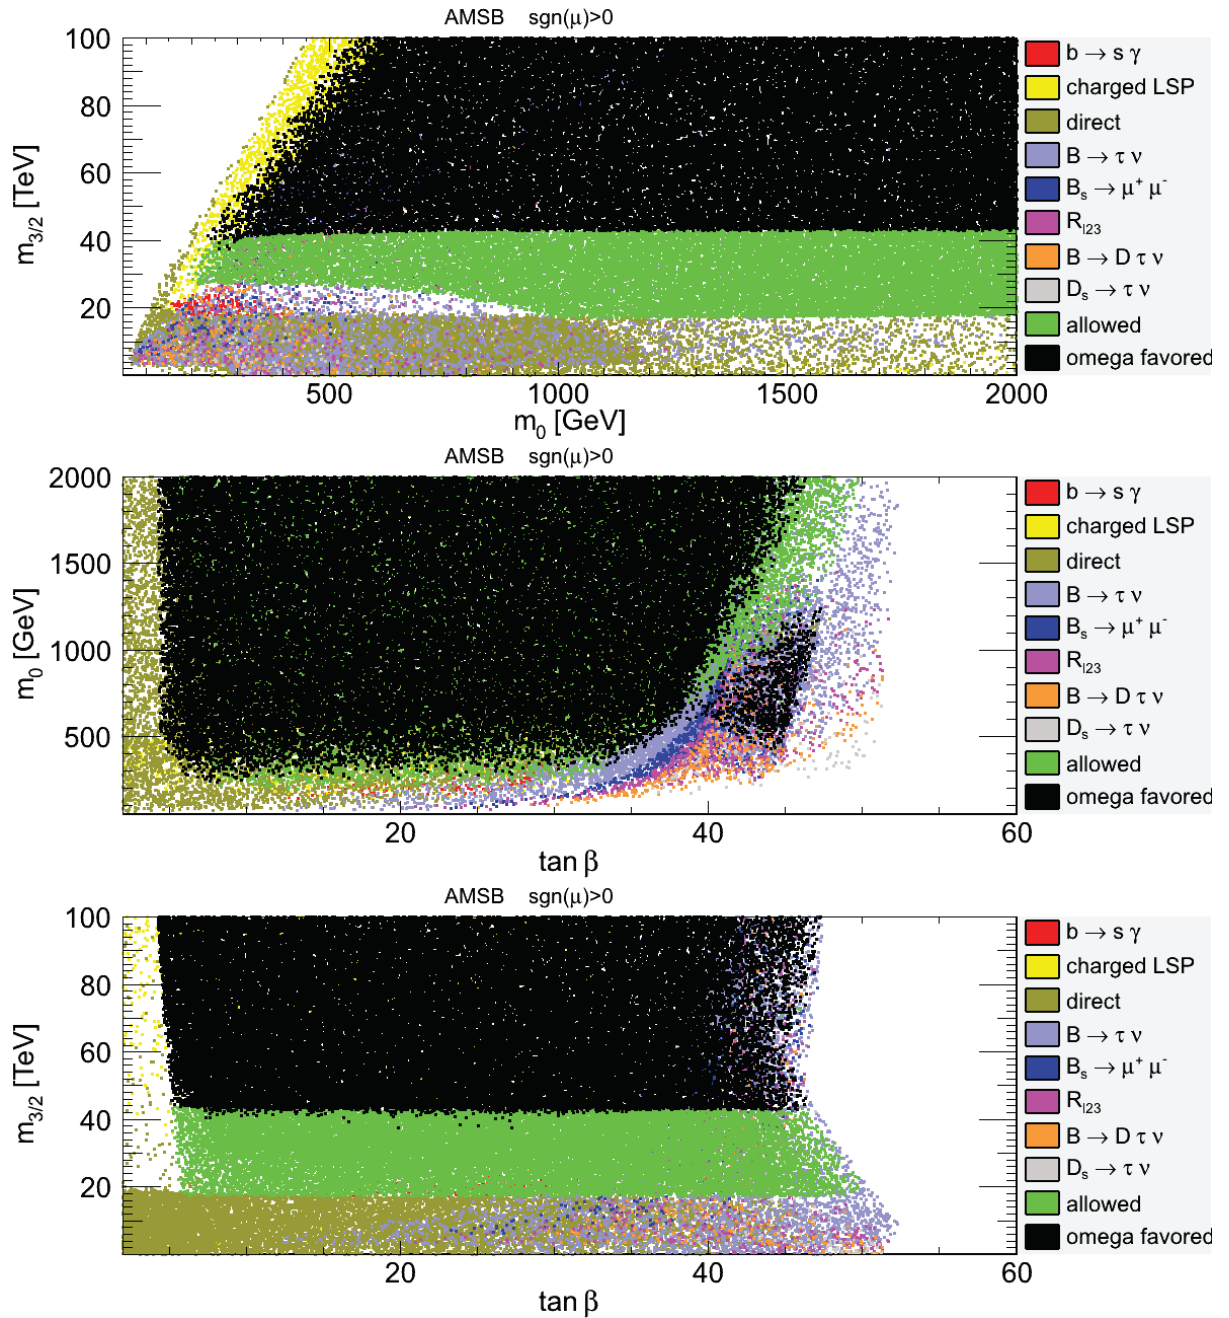 AMSB sgn(μ)>0
m3/2 [TeV]
100
80
60
40
20
500
1000
1500
2000
m0 [GeV]
b → s γ
charged LSP
direct
B → τ ν
Bs → μ+ μ-
Rl23
B → D τ ν
Ds → τ ν
allowed
omega favored
AMSB sgn(μ)>0
m0 [GeV]
2000
1500
1000
500
20
40
60
tan β
b → s γ
charged LSP
direct
B → τ ν
Bs → μ+ μ-
Rl23
B → D τ ν
Ds → τ ν
allowed
omega favored
AMSB sgn(μ)>0
m3/2 [TeV]
100
80
60
40
20
20
40
60
tan β
b → s γ
charged LSP
direct
B → τ ν
Bs → μ+ μ-
Rl23
B → D τ ν
Ds → τ ν
allowed
omega favored